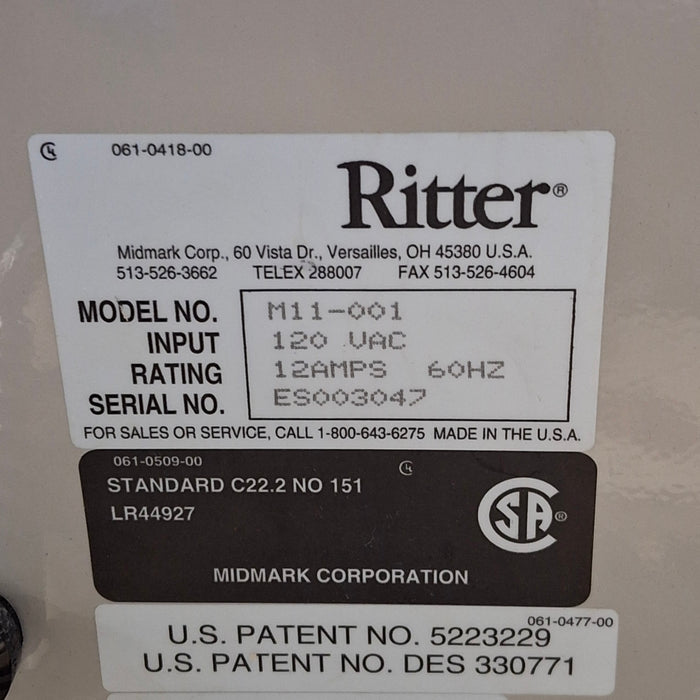 061-0418-00
Ritter®
Midmark Corp., 60 Vista Dr., Versailles, OH 45380 U.S.A.
513-526-3662 TELEX 288007 FAX 513-526-4604
MODEL NO. M11-001
INPUT 120 VAC
RATING 12AMPS 60HZ
SERIAL NO. ES003047
FOR SALES OR SERVICE, CALL 1-800-643-6275 MADE IN THE U.S.A.
061-0509-00
STANDARD C22.2 NO 151
LR44927
SA®
MIDMARK CORPORATION
061-0477-00
U.S. PATENT NO. 5223229
U.S. PATENT NO. DES 330771